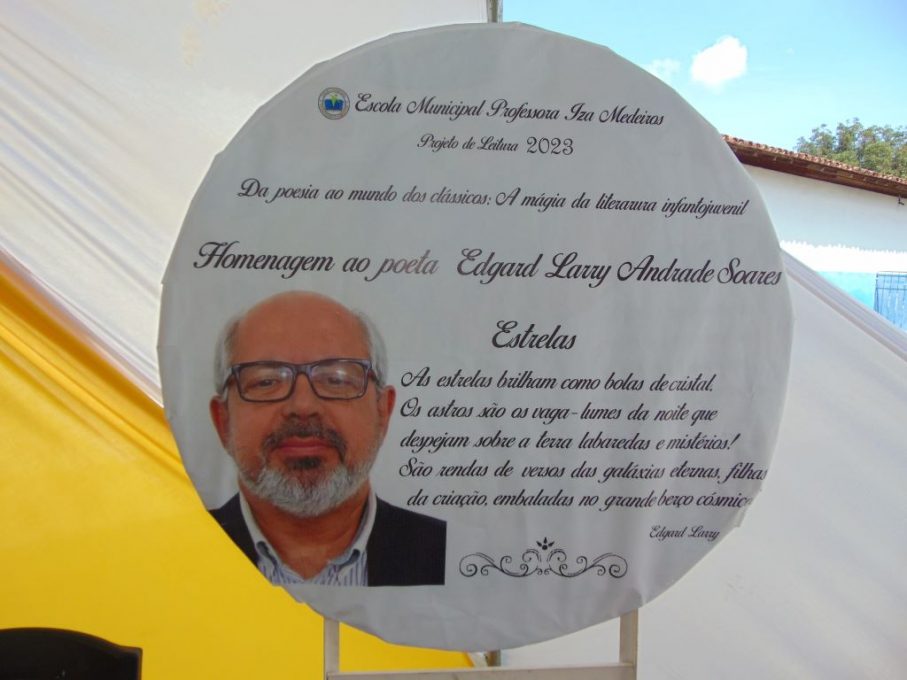 Escola Municipal Professora Iza Medeiros
Projeto de Leitura 2023
Da poesia ao mundo dos clássicos: A mágia da literarura infantojuvenil
Homenagem ao poeta Edgard Larry Andrade Soares
Estrelas
As estrelas brilham como bolas de cristal.
Os astros são os vaga-lumes da noite que
despejam sobre a terra labaredas e mistérios!
São rendas de versos das galáxias eternas, filhas
da criação, embaladas no grande berço cósmico
Edgard Larry